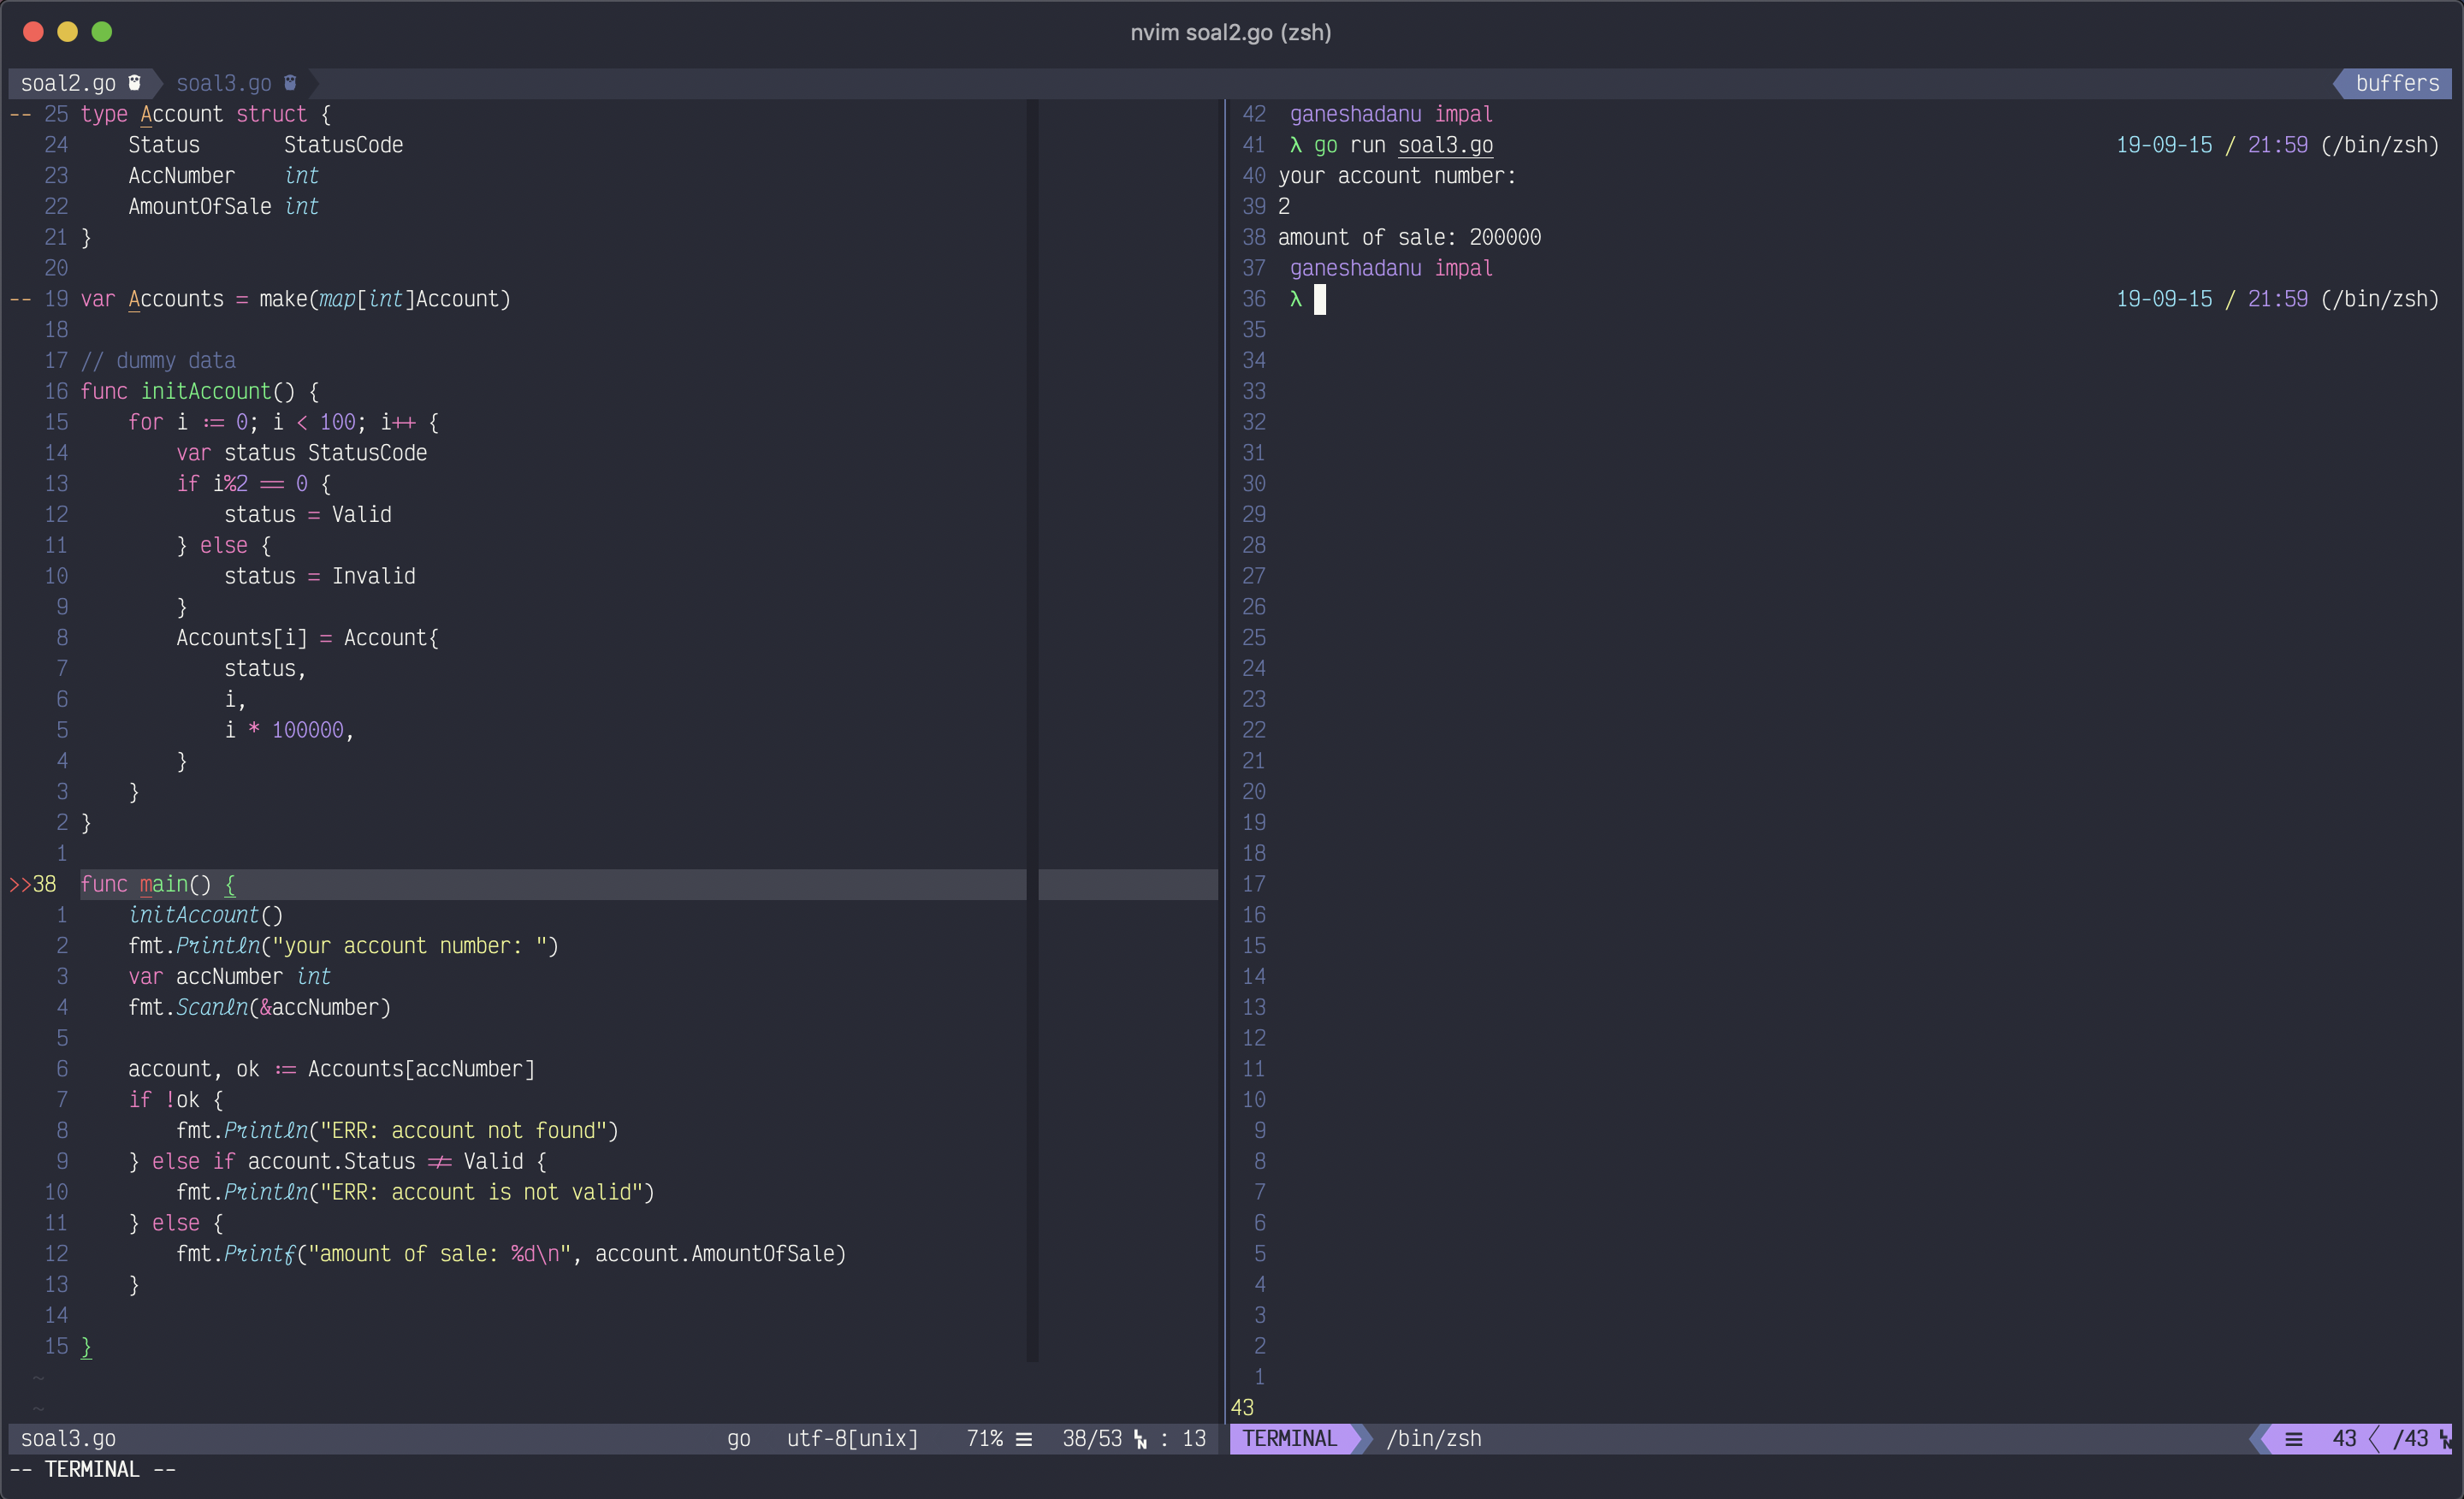 nvim soal2.go (zsh)
soal2.go soal3.go buffers
-- 25 type Account struct {
24     Status       StatusCode
23     AccNumber    int
22     AmountOfSale int
21 }
20
-- 19 var Accounts = make(map[int]Account)
18
17 // dummy data
16 func initAccount() {
15     for i := 0; i < 100; i++ {
14         var status StatusCode
13         if i%2 == 0 {
12             status = Valid
11         } else {
10             status = Invalid
9         }
8         Accounts[i] = Account{
7             status,
6             i,
5             i * 100000,
4         }
3     }
2 }
1
>>38 func main() {
1     initAccount()
2     fmt.Println("your account number: ")
3     var accNumber int
4     fmt.Scanln(&accNumber)
5
6     account, ok := Accounts[accNumber]
7     if !ok {
8         fmt.Println("ERR: account not found")
9     } else if account.Status != Valid {
10         fmt.Println("ERR: account is not valid")
11     } else {
12         fmt.Printf("amount of sale: %d\n", account.AmountOfSale)
13     }
14
15 }
~
~
soal3.go go utf-8[unix] 71% ☰ 38/53 : 13
42 ganeshadanu impal
41 λ go run soal3.go 19-09-15 / 21:59 (/bin/zsh)
40 your account number:
39 2
38 amount of sale: 200000
37 ganeshadanu impal
36 λ 19-09-15 / 21:59 (/bin/zsh)
35
34
33
32
31
30
29
28
27
26
25
24
23
22
21
20
19
18
17
16
15
14
13
12
11
10
9
8
7
6
5
4
3
2
1
43
TERMINAL /bin/zsh ☰ 43 /43
-- TERMINAL --